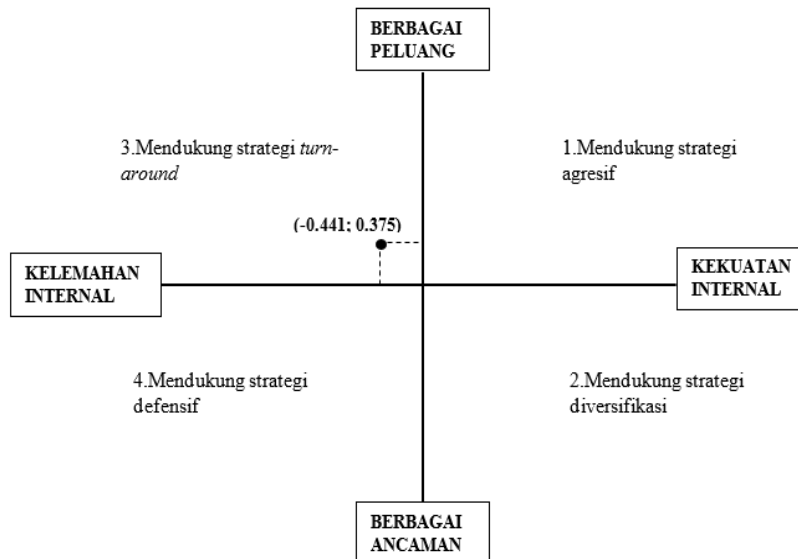 BERBAGAI
PELUANG
3.Mendukung strategi turn-
around
1.Mendukung strategi
agresif
(-0.441; 0.375)
KELEMAHAN
INTERNAL
KEKUATAN
INTERNAL
4.Mendukung strategi
defensif
2.Mendukung strategi
diversifikasi
BERBAGAI
ANCAMAN